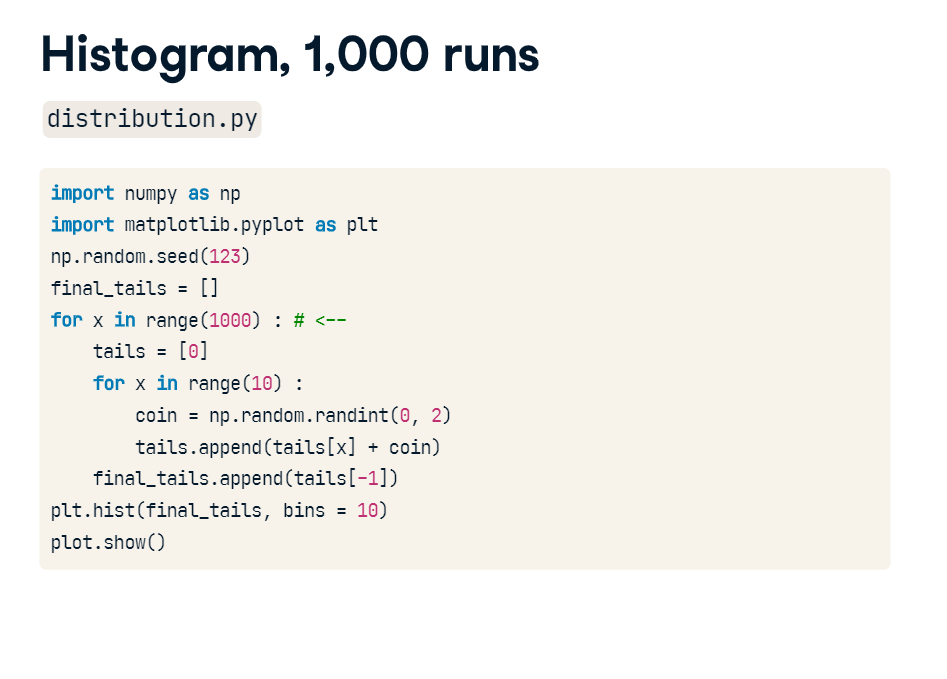 Histogram, 1,000 runs
distribution.py
import numpy as np
import matplotlib.pyplot as plt
np.random.seed(123)
final_tails = []
for x in range(1000) : # <--
    tails = [0]
    for x in range(10) :
        coin = np.random.randint(0, 2)
        tails.append(tails[x] + coin)
    final_tails.append(tails[-1])
plt.hist(final_tails, bins = 10)
plot.show()